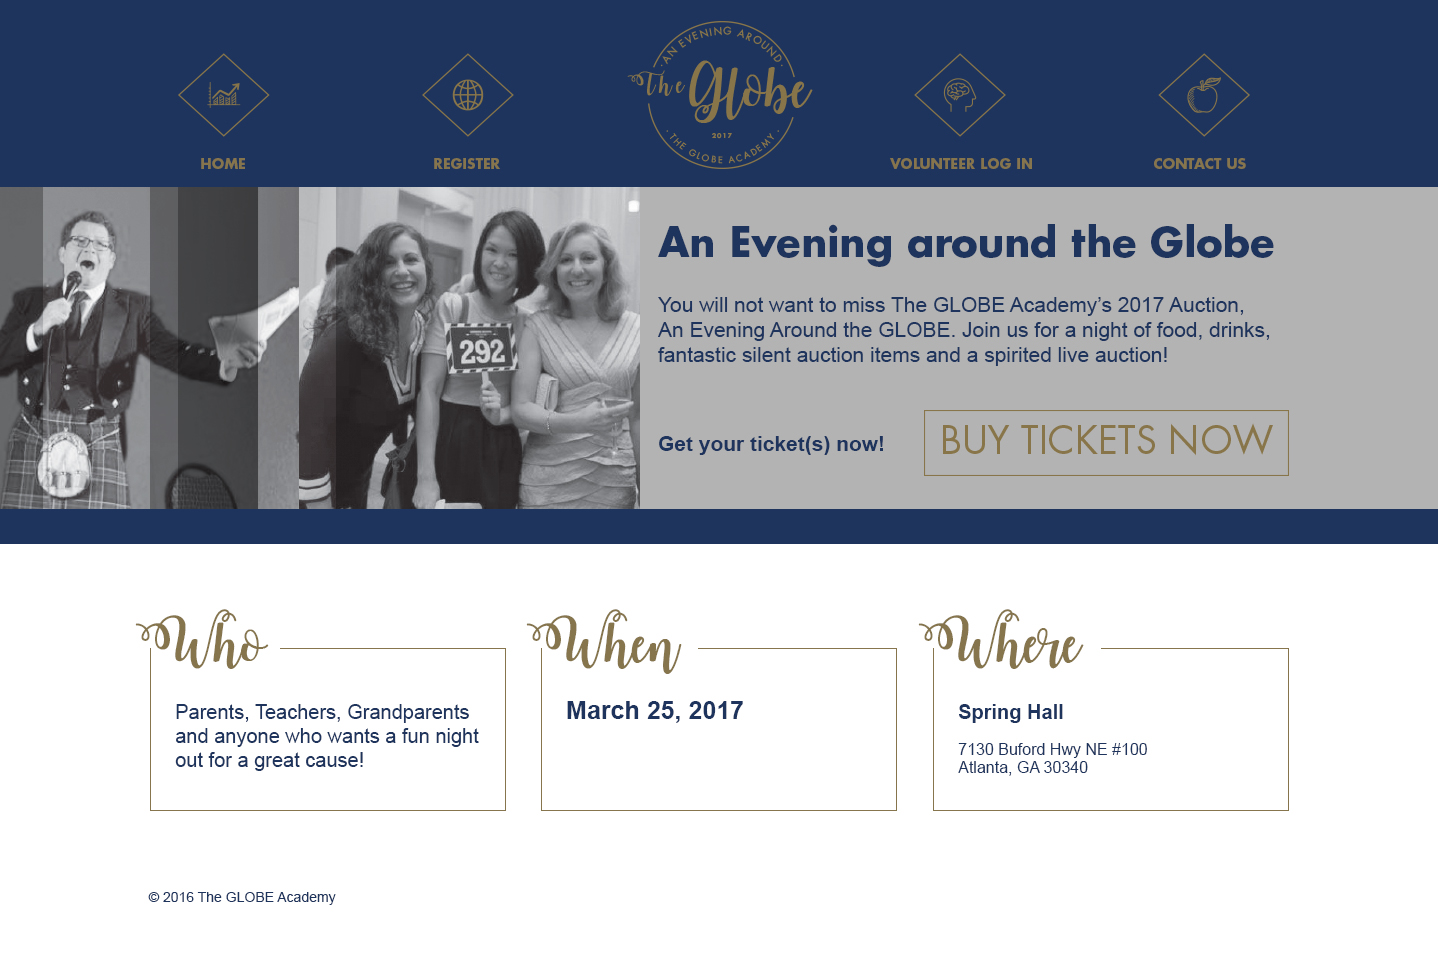 AN EVENING AROUND
The Globe
2017
THE GLOBE ACADEMY
HOME
REGISTER
VOLUNTEER LOG IN
CONTACT US
292
An Evening around the Globe
You will not want to miss The GLOBE Academy’s 2017 Auction,
An Evening Around the GLOBE. Join us for a night of food, drinks,
fantastic silent auction items and a spirited live auction!
Get your ticket(s) now!
BUY TICKETS NOW
Who
Parents, Teachers, Grandparents
and anyone who wants a fun night
out for a great cause!
When
March 25, 2017
Where
Spring Hall
7130 Buford Hwy NE #100
Atlanta, GA 30340
© 2016 The GLOBE Academy